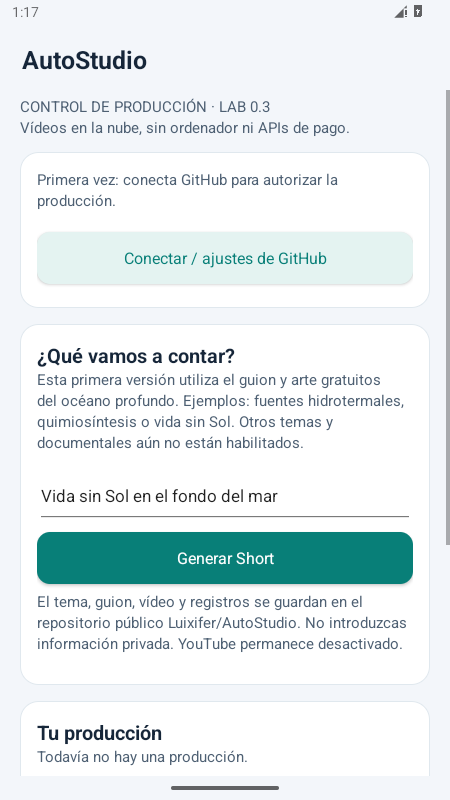 1:17
AutoStudio
CONTROL DE PRODUCCIÓN · LAB 0.3
Vídeos en la nube, sin ordenador ni APIs de pago.
Primera vez: conecta GitHub para autorizar la
producción.
Conectar / ajustes de GitHub
¿Qué vamos a contar?
Esta primera versión utiliza el guion y arte gratuitos
del océano profundo. Ejemplos: fuentes hidrotermales,
quimiosíntesis o vida sin Sol. Otros temas y
documentales aún no están habilitados.
Vida sin Sol en el fondo del mar
Generar Short
El tema, guion, vídeo y registros se guardan en el
repositorio público Luixifer/AutoStudio. No introduzcas
información privada. YouTube permanece desactivado.
Tu producción
Todavía no hay una producción.